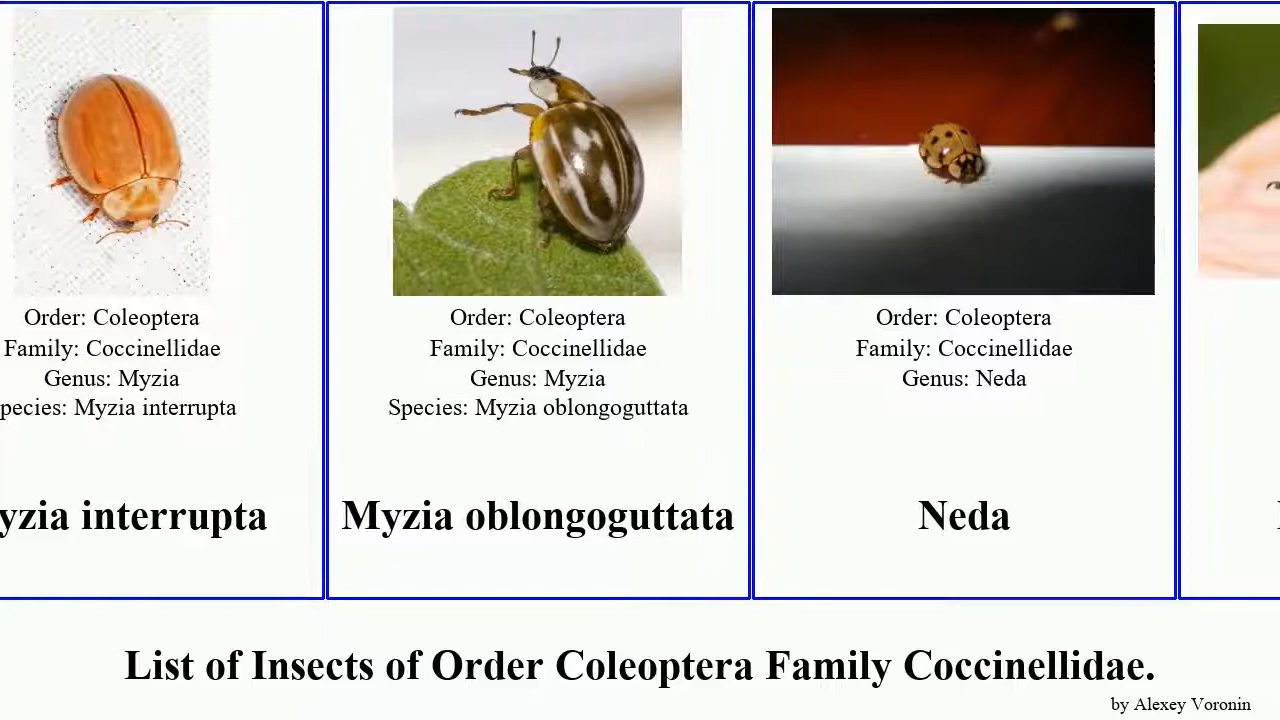 Order: Coleoptera
Family: Coccinellidae
Genus: Myzia
pecies: Myzia interrupta
yzia interrupta
Order: Coleoptera
Family: Coccinellidae
Genus: Myzia
Species: Myzia oblongoguttata
Myzia oblongoguttata
Order: Coleoptera
Family: Coccinellidae
Genus: Neda
Neda
List of Insects of Order Coleoptera Family Coccinellidae.
by Alexey Voronin